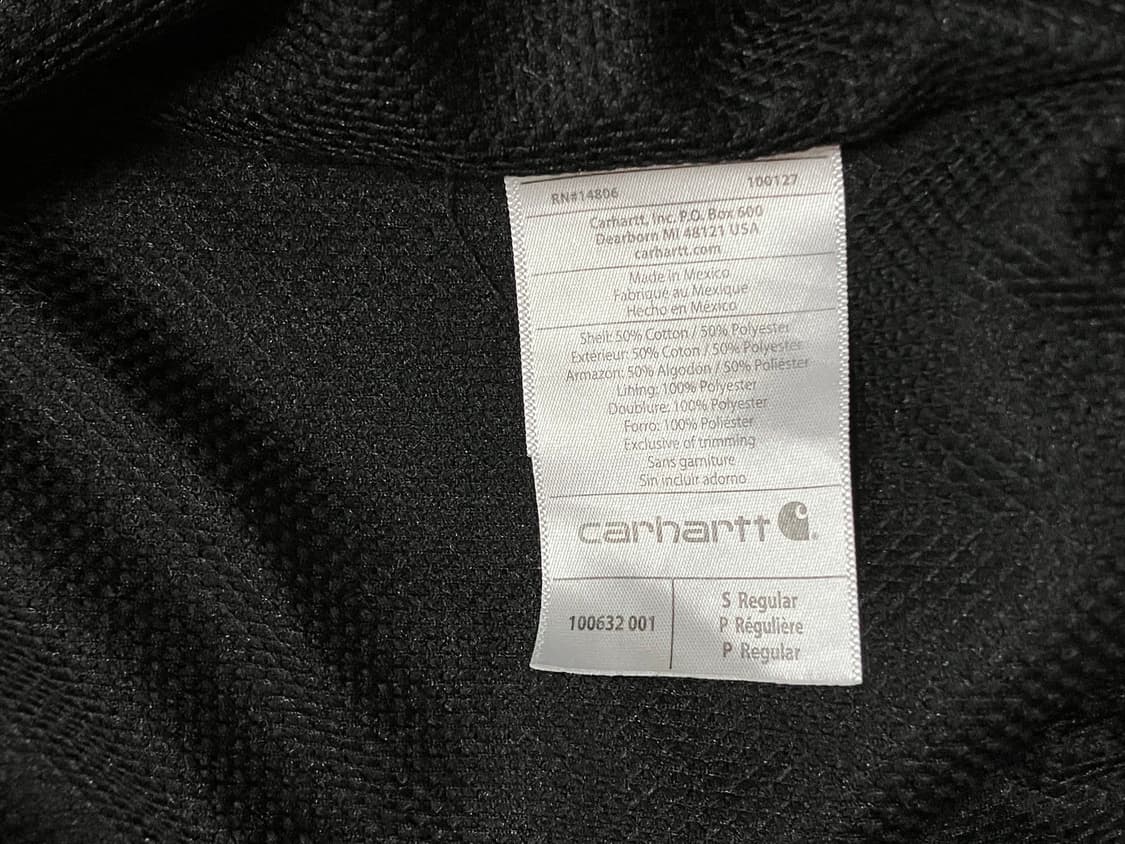 RN#14806 100127
Carhartt, Inc. P.O. Box 600
Dearborn MI 48121 USA
carhartt.com
Made in Mexico
Fabriqué au Mexique
Hecho en México
Shell: 50% Cotton / 50% Polyester
Extérieur: 50% Coton / 50% Polyester
Armazón: 50% Algodon / 50% Poliéster
Lining: 100% Polyester
Doublure: 100% Polyester
Forro: 100% Poliéster
Exclusive of trimming
Sans garniture
Sin incluir adorno
carhartt
100632 001
S Regular
P Régulière
P Regular